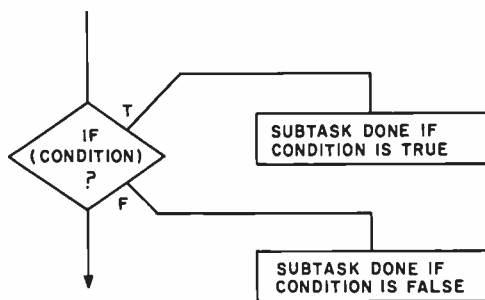 T
IF
(CONDITION)
?
SUBTASK DONE IF
CONDITION IS TRUE
F
SUBTASK DONE IF
CONDITION IS FALSE